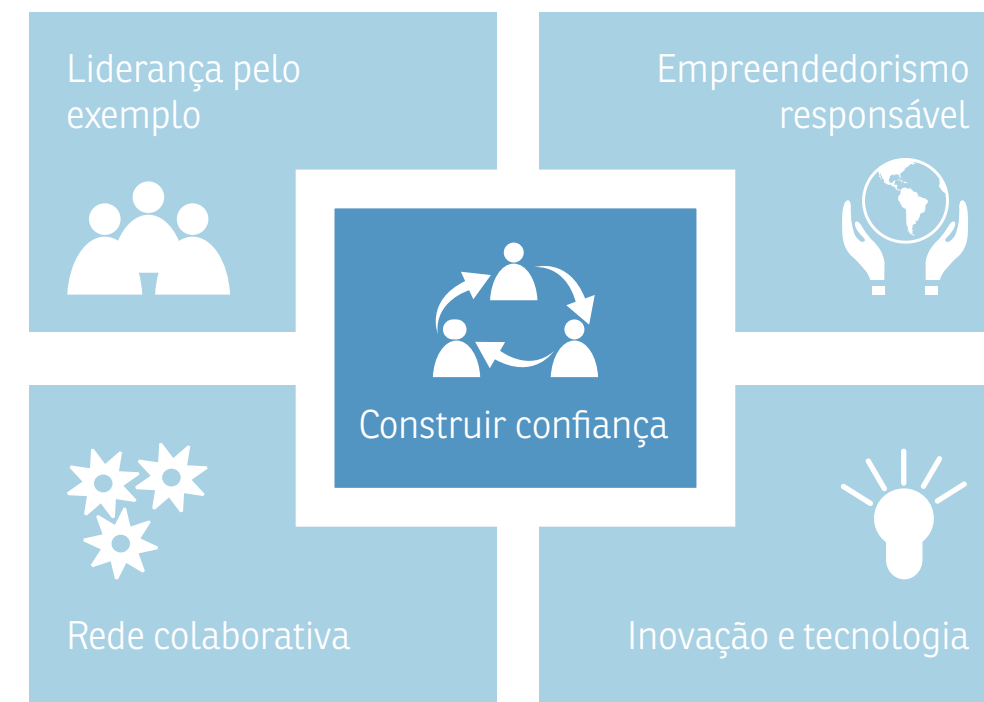 Liderança pelo
exemplo
Empreendedorismo
responsável
Construir confiança
Rede colaborativa
Inovação e tecnologia